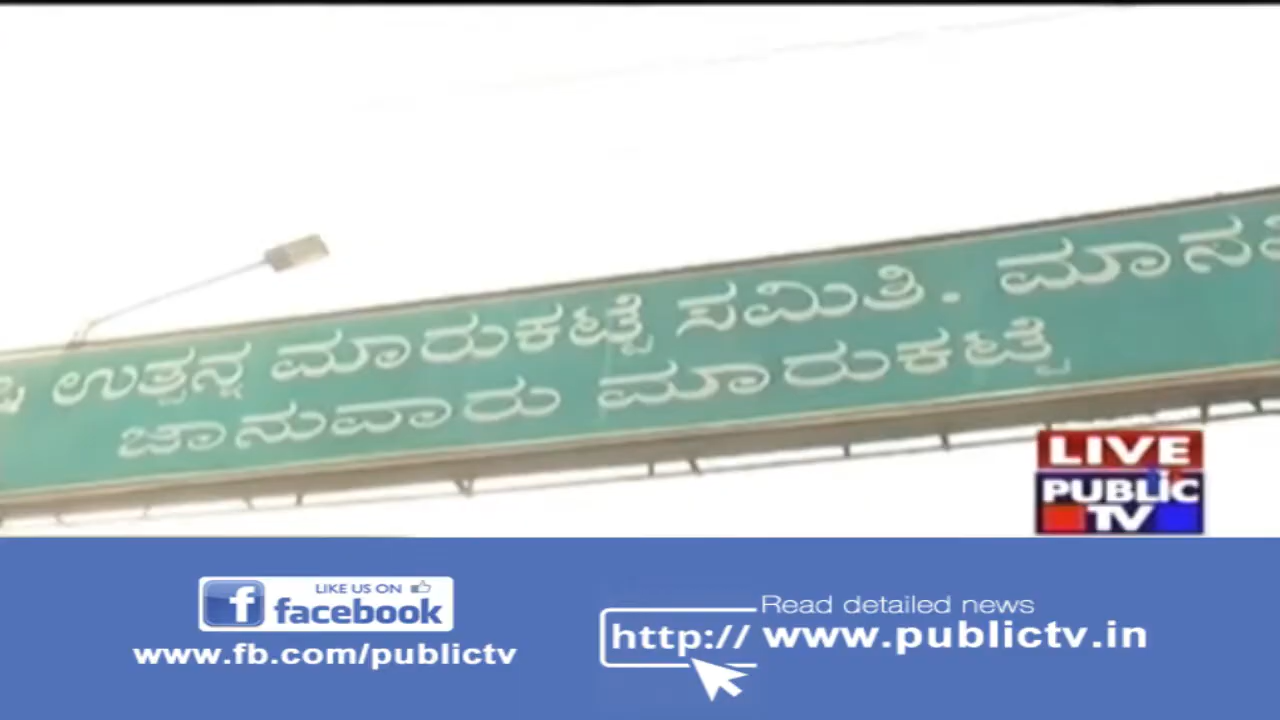 ಉತ್ಪನ್ನ ಮಾರುಕಟ್ಟೆ ಸಮಿತಿ.
ಜಾನುವಾರು ಮಾರುಕಟ್ಟೆ
LIVE
PUBLiC
TV
LIKE US ON
facebook
www.fb.com/publictv
Read detailed news
http:// www.publictv.in